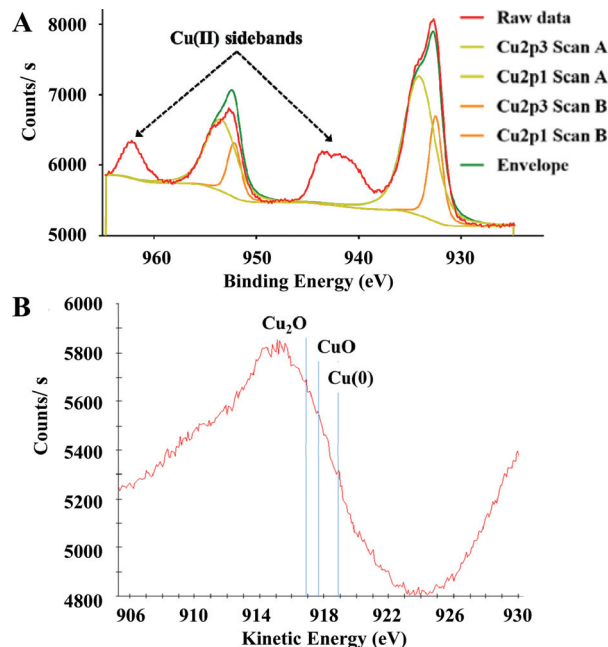 A
Cu(II) sidebands
Raw data
Cu2p3 Scan A
Cu2p1 Scan A
Cu2p3 Scan B
Cu2p1 Scan B
Envelope
Counts/ s
8000
7000
6000
5000
960 950 940 930
Binding Energy (eV)
B
Cu₂O
CuO
Cu(0)
Counts/ s
6000
5800
5600
5400
5200
5000
4800
906 910 914 918 922 926 930
Kinetic Energy (eV)